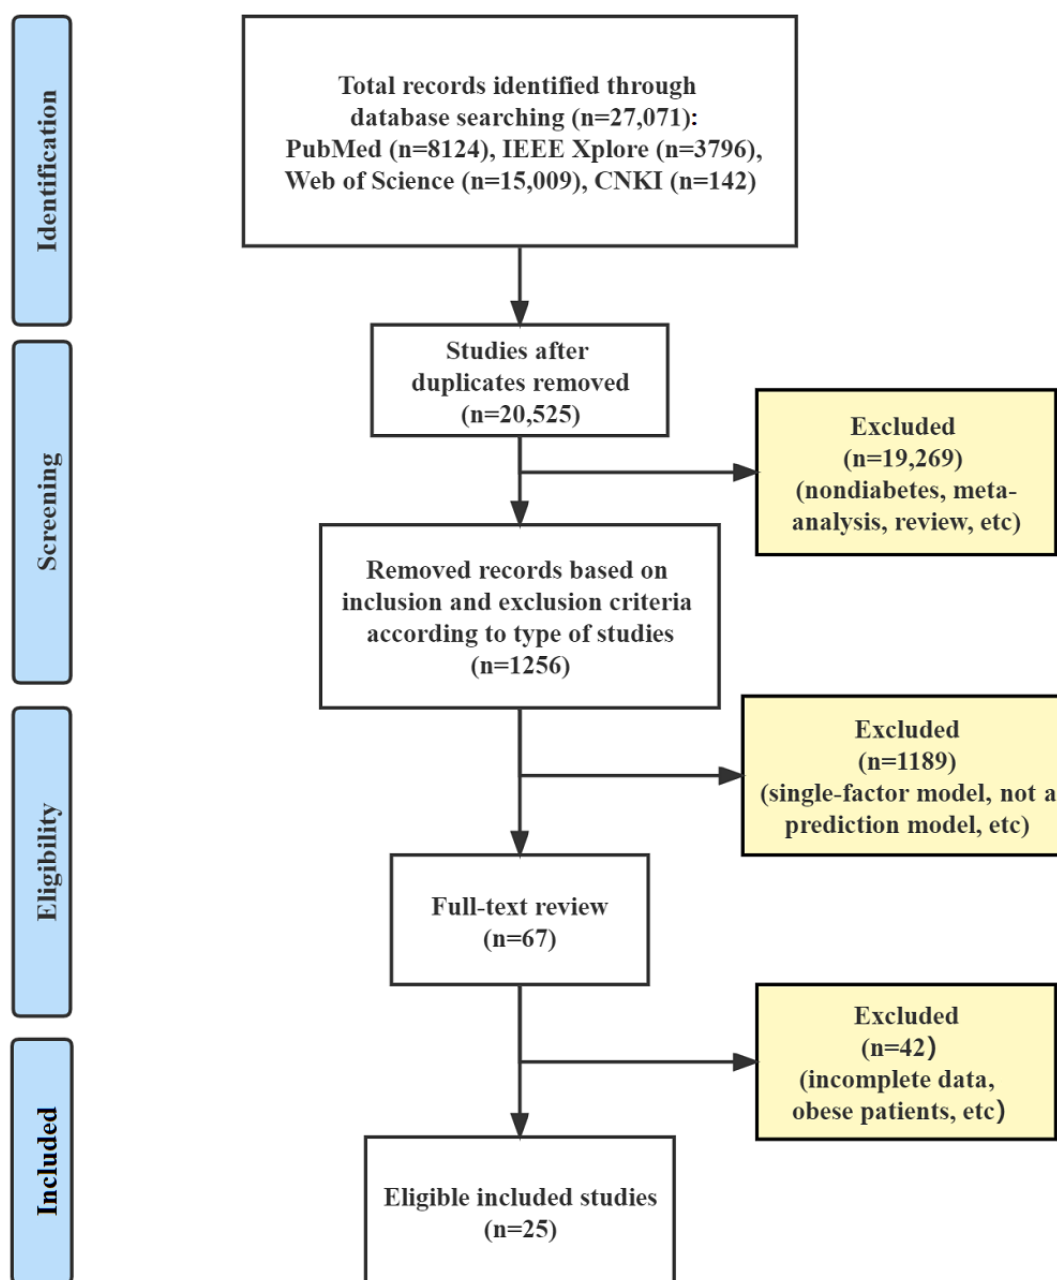 Identification
Total records identified through
database searching (n=27,071):
PubMed (n=8124), IEEE Xplore (n=3796),
Web of Science (n=15,009), CNKI (n=142)
Screening
Studies after
duplicates removed
(n=20,525)
Excluded
(n=19,269)
(nondiabetes, meta-
analysis, review, etc)
Removed records based on
inclusion and exclusion criteria
according to type of studies
(n=1256)
Eligibility
Excluded
(n=1189)
(single-factor model, not a
prediction model, etc)
Full-text review
(n=67)
Excluded
(n=42)
(incomplete data,
obese patients, etc)
Included
Eligible included studies
(n=25)